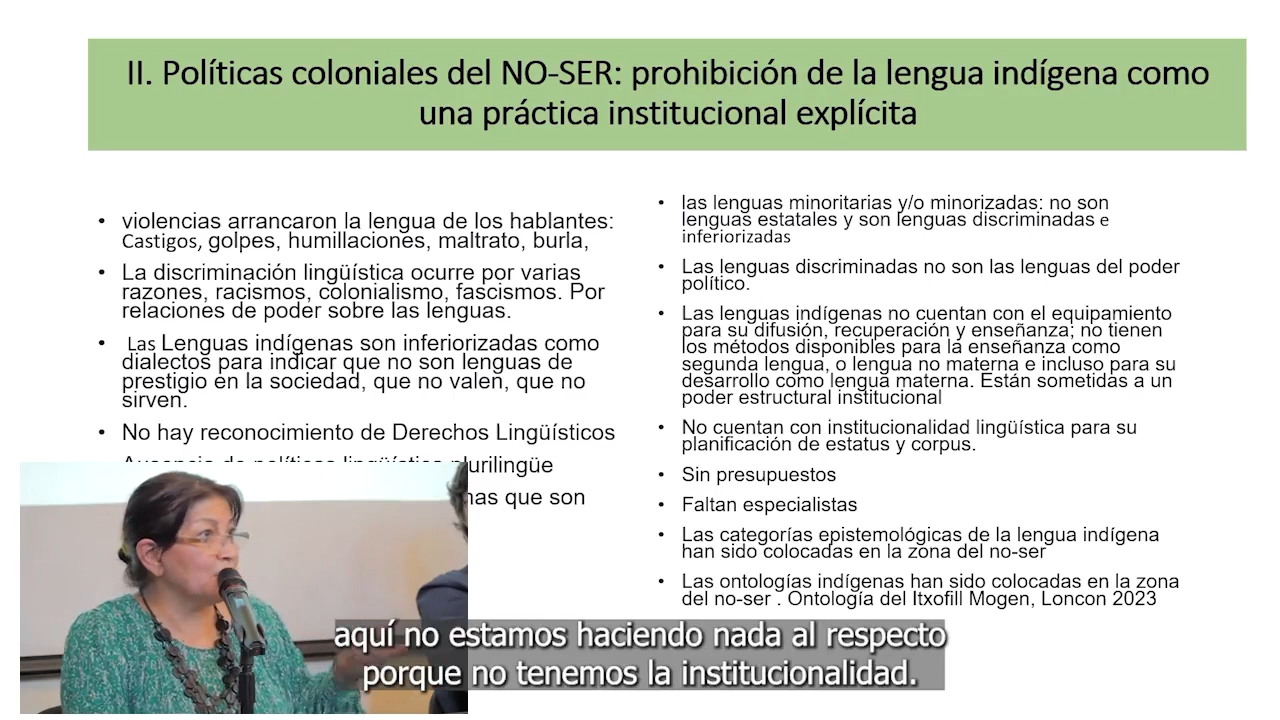 II. Políticas coloniales del NO-SER: prohibición de la lengua indígena como
una práctica institucional explícita
• violencias arrancaron la lengua de los hablantes:
Castigos, golpes, humillaciones, maltrato, burla,
• La discriminación lingüística ocurre por varias
razones, racismos, colonialismo, fascismos. Por
relaciones de poder sobre las lenguas.
• Las Lenguas indígenas son inferiorizadas como
dialectos para indicar que no son lenguas de
prestigio en la sociedad, que no valen, que no
sirven.
• No hay reconocimiento de Derechos Lingüísticos
Ausencia de políticas lingüística plurilingüe
que son
• las lenguas minoritarias y/o minorizadas: no son
lenguas estatales y son lenguas discriminadas e
inferiorizadas
• Las lenguas discriminadas no son las lenguas del poder
político.
• Las lenguas indígenas no cuentan con el equipamiento
para su difusión, recuperación y enseñanza; no tienen
los métodos disponibles para la enseñanza como
segunda lengua, o lengua no materna e incluso para su
desarrollo como lengua materna. Están sometidas a un
poder estructural institucional
• No cuentan con institucionalidad lingüística para su
planificación de estatus y corpus.
• Sin presupuestos
• Faltan especialistas
• Las categorías epistemológicas de la lengua indígena
han sido colocadas en la zona del no-ser
• Las ontologías indígenas han sido colocadas en la zona
del no-ser . Ontología del Itxofill Mogen, Loncon 2023
aquí no estamos haciendo nada al respecto
porque no tenemos la institucionalidad.